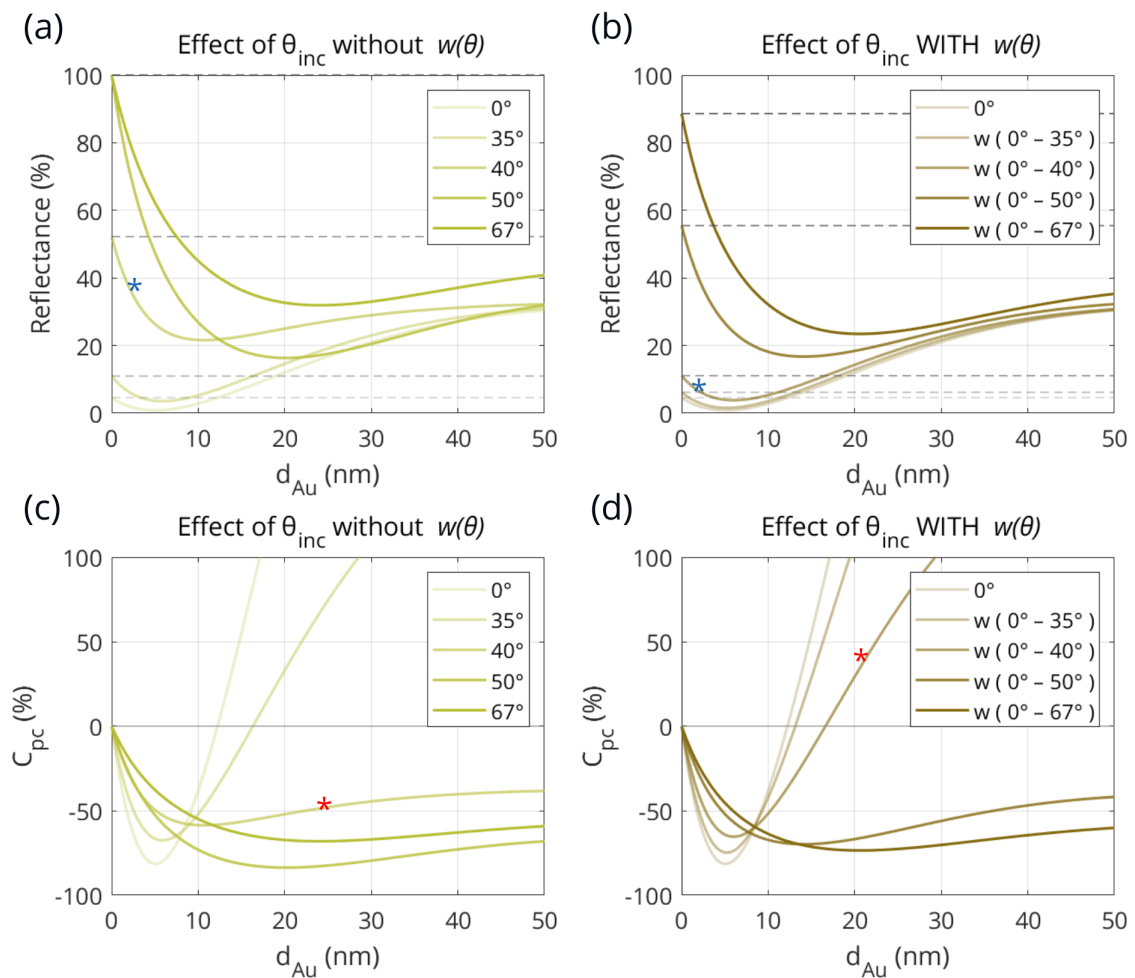 (a)
Effect of θinc without w(θ)
100
80
60
40
20
0
Reflectance (%)
0°
35°
40°
50°
67°
*
0 10 20 30 40 50
dAu (nm)
(b)
Effect of θinc WITH w(θ)
100
80
60
40
20
0
Reflectance (%)
0°
w ( 0° – 35° )
w ( 0° – 40° )
w ( 0° – 50° )
w ( 0° – 67° )
*
0 10 20 30 40 50
dAu (nm)
(c)
Effect of θinc without w(θ)
100
50
0
-50
-100
Cpc (%)
0°
35°
40°
50°
67°
*
0 10 20 30 40 50
dAu (nm)
(d)
Effect of θinc WITH w(θ)
100
50
0
-50
-100
Cpc (%)
0°
w ( 0° – 35° )
w ( 0° – 40° )
w ( 0° – 50° )
w ( 0° – 67° )
*
0 10 20 30 40 50
dAu (nm)